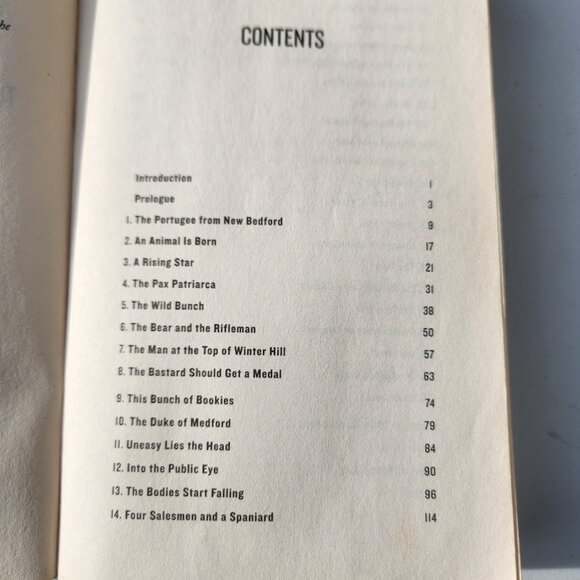 he
CONTENTS
Introduction 1
Prologue 3
1. The Portugee from New Bedford 9
2. An Animal Is Born 17
3. A Rising Star 21
4. The Pax Patriarca 31
5. The Wild Bunch 38
6. The Bear and the Rifleman 50
7. The Man at the Top of Winter Hill 57
8. The Bastard Should Get a Medal 63
9. This Bunch of Bookies 74
10. The Duke of Medford 79
11. Uneasy Lies the Head 84
12. Into the Public Eye 90
13. The Bodies Start Falling 96
14. Four Salesmen and a Spaniard 114